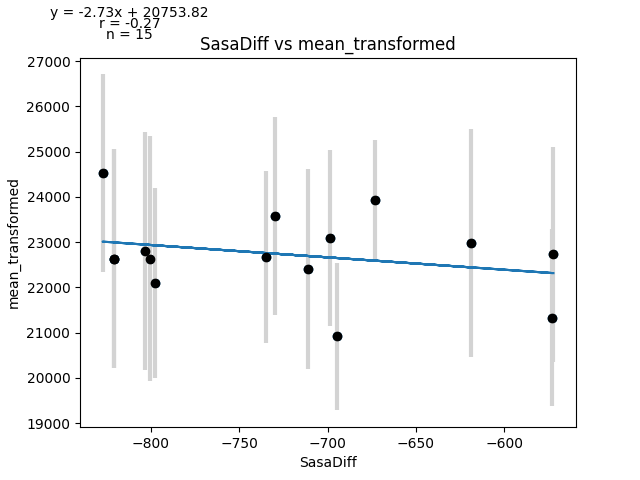 y = -2.73x + 20753.82
r = -0.27
n = 15
SasaDiff vs mean_transformed
27000
26000
25000
24000
23000
22000
21000
20000
19000
mean_transformed
−800
−750
−700
−650
−600
SasaDiff